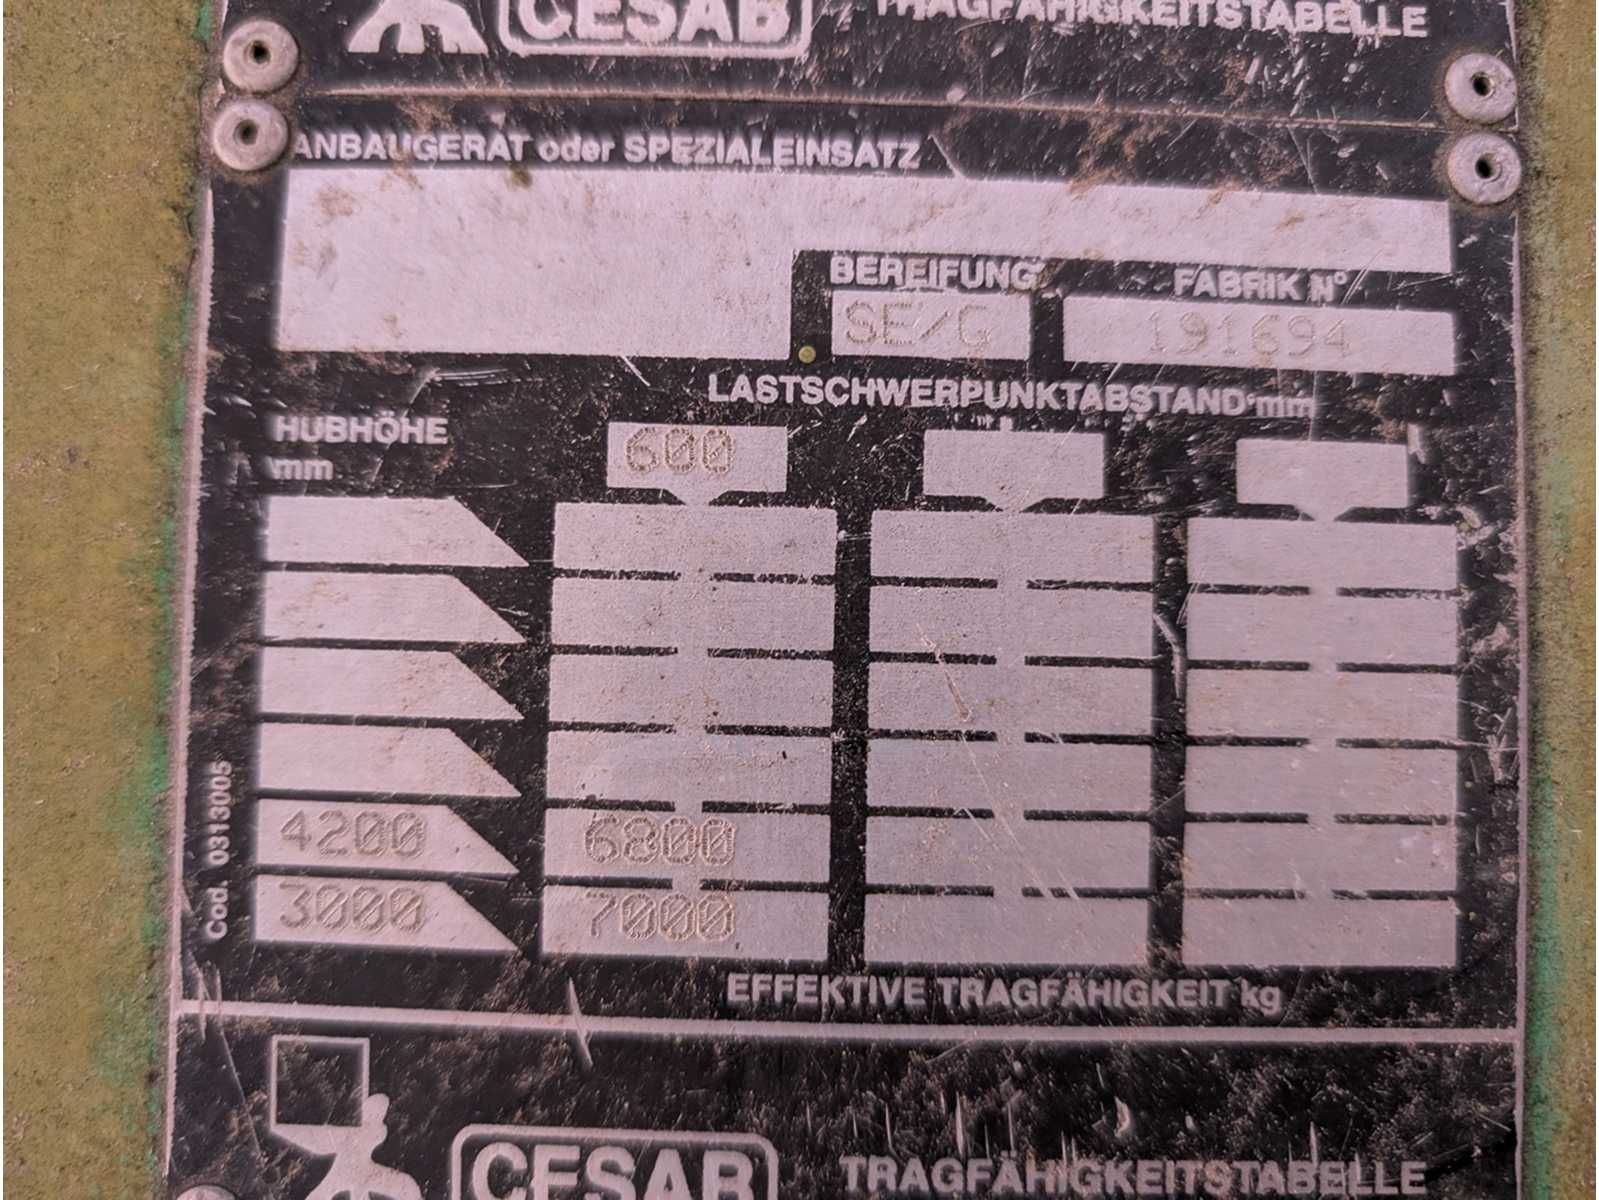 CESAB TRAGFÄHIGKEITSTABELLE
ANBAUGERÄT oder SPEZIALEINSATZ
BEREIFUNG FABRIK N°
SE/G 191694
LASTSCHWERPUNKTABSTAND mm
HUBHÖHE
mm
600
4200 6800
3000 7000
Cod. 0313005
EFFEKTIVE TRAGFÄHIGKEIT kg
CESAB TRAGFÄHIGKEITSTABELLE